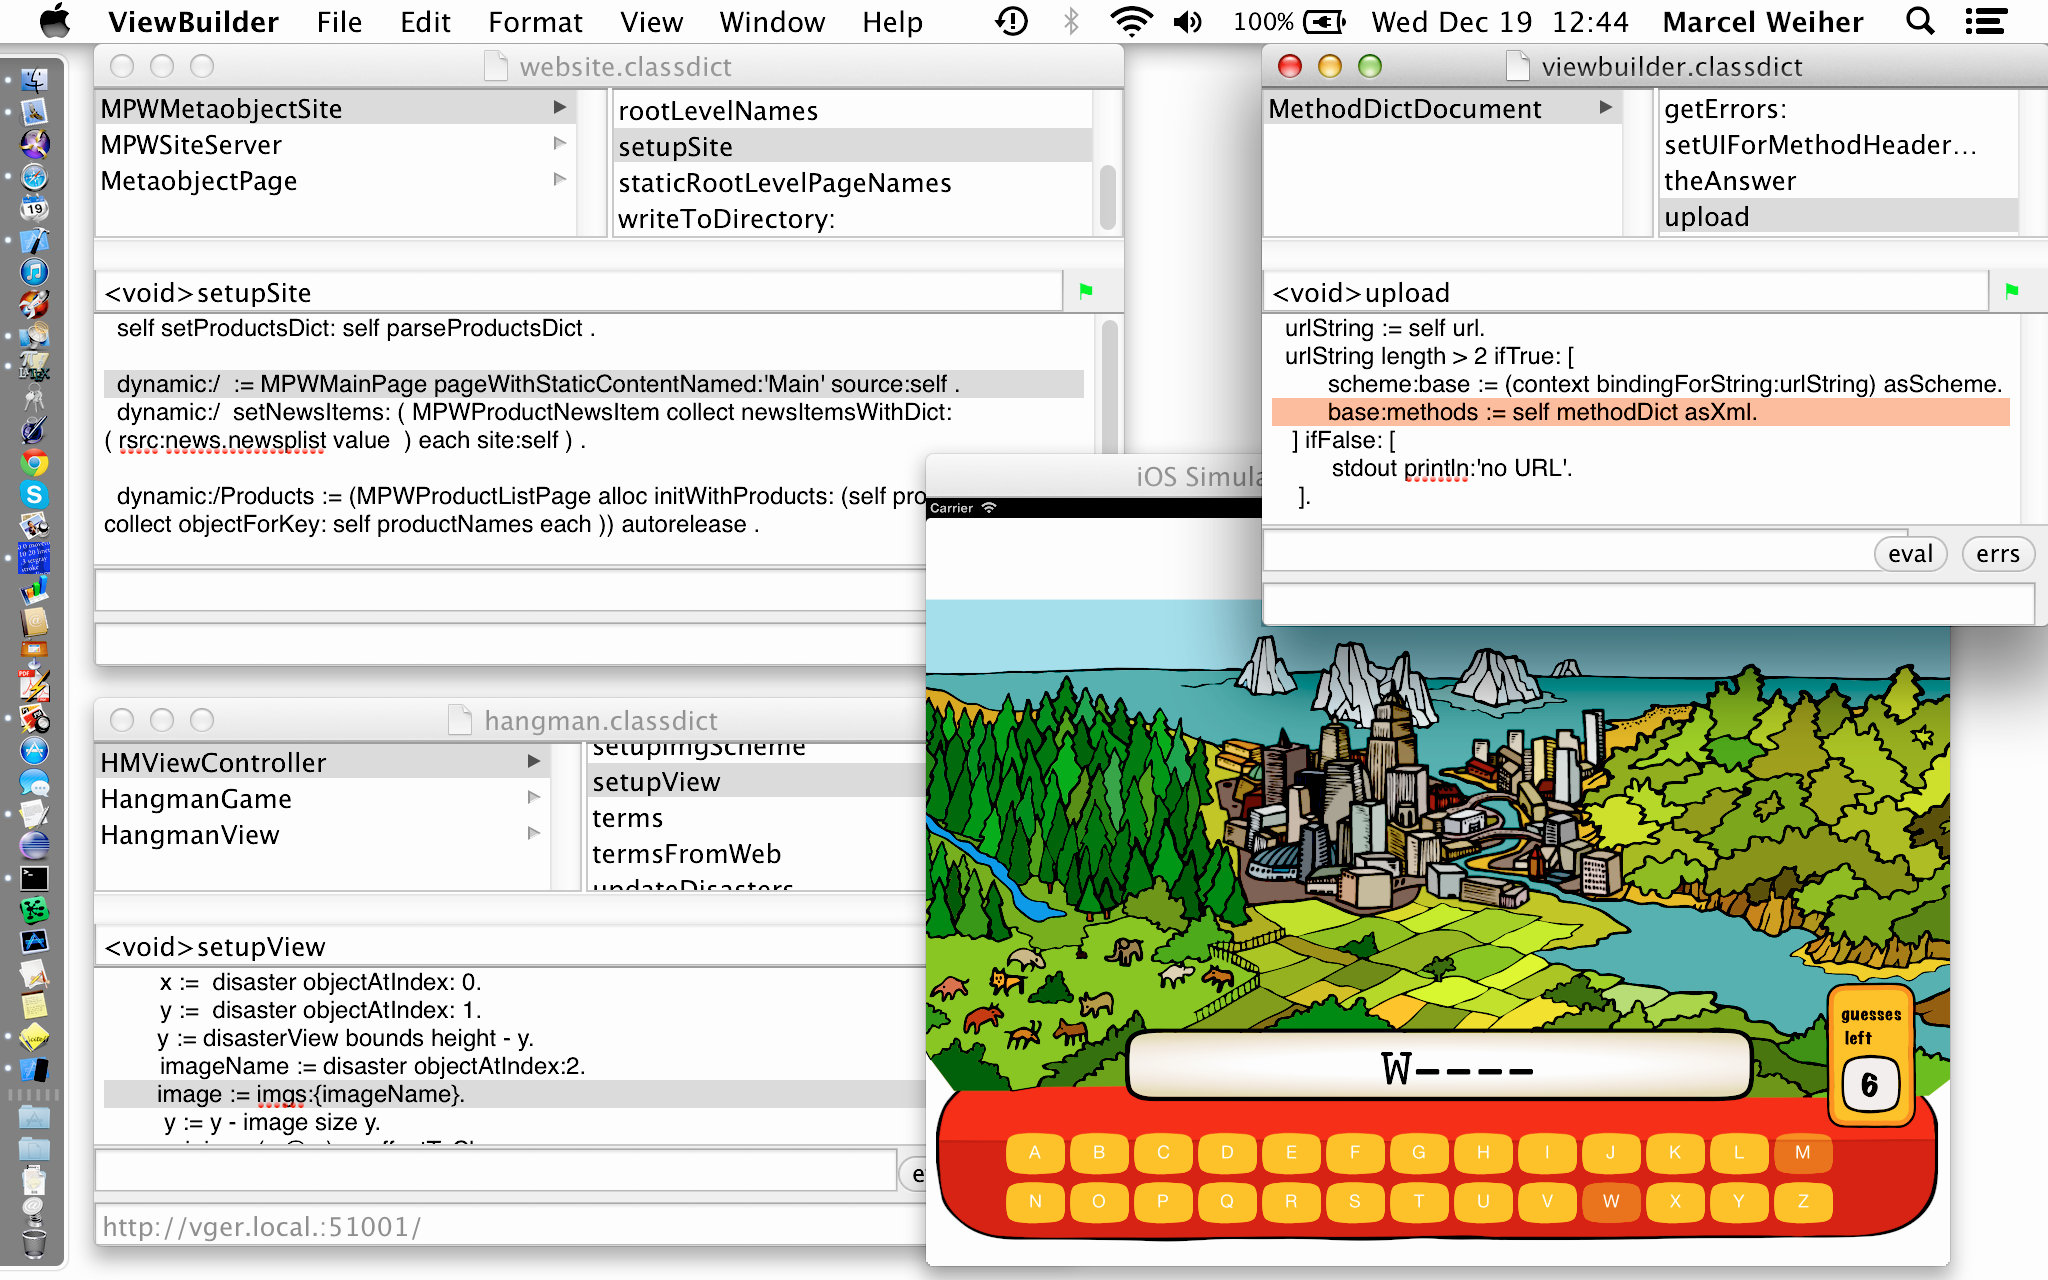 ViewBuilder File Edit Format View Window Help 100% Wed Dec 19 12:44 Marcel Weiher
website.classdict
MPWMetaobjectSite
MPWSiteServer
MetaobjectPage
rootLevelNames
setupSite
staticRootLevelPageNames
writeToDirectory:
<void>setupSite
self setProductsDict: self parseProductsDict .
dynamic:/ := MPWMainPage pageWithStaticContentNamed:'Main' source:self .
dynamic:/ setNewsItems: ( MPWProductNewsItem collect newsItemsWithDict:
( rsrc:news.newsplist value ) each site:self ) .
dynamic:/Products := (MPWProductListPage alloc initWithProducts: (self pro
collect objectForKey: self productNames each )) autorelease .
viewbuilder.classdict
MethodDictDocument
getErrors:
setUIForMethodHeader...
theAnswer
upload
<void>upload
urlString := self url.
urlString length > 2 ifTrue: [
scheme:base := (context bindingForString:urlString) asScheme.
base:methods := self methodDict asXml.
] ifFalse: [
stdout println:'no URL'.
].
eval errs
hangman.classdict
HMViewController
HangmanGame
HangmanView
setupImgScheme
setupView
terms
termsFromWeb
updateDisasters
<void>setupView
x := disaster objectAtIndex: 0.
y := disaster objectAtIndex: 1.
y := disasterView bounds height - y.
imageName := disaster objectAtIndex:2.
image := imgs:{imageName}.
y := y - image size y.
e
http://vger.local.:51001/
iOS Simula
Carrier
guesses
left
6
W----
A B C D E F G H I J K L M
N O P Q R S T U V W X Y Z
19
PDF